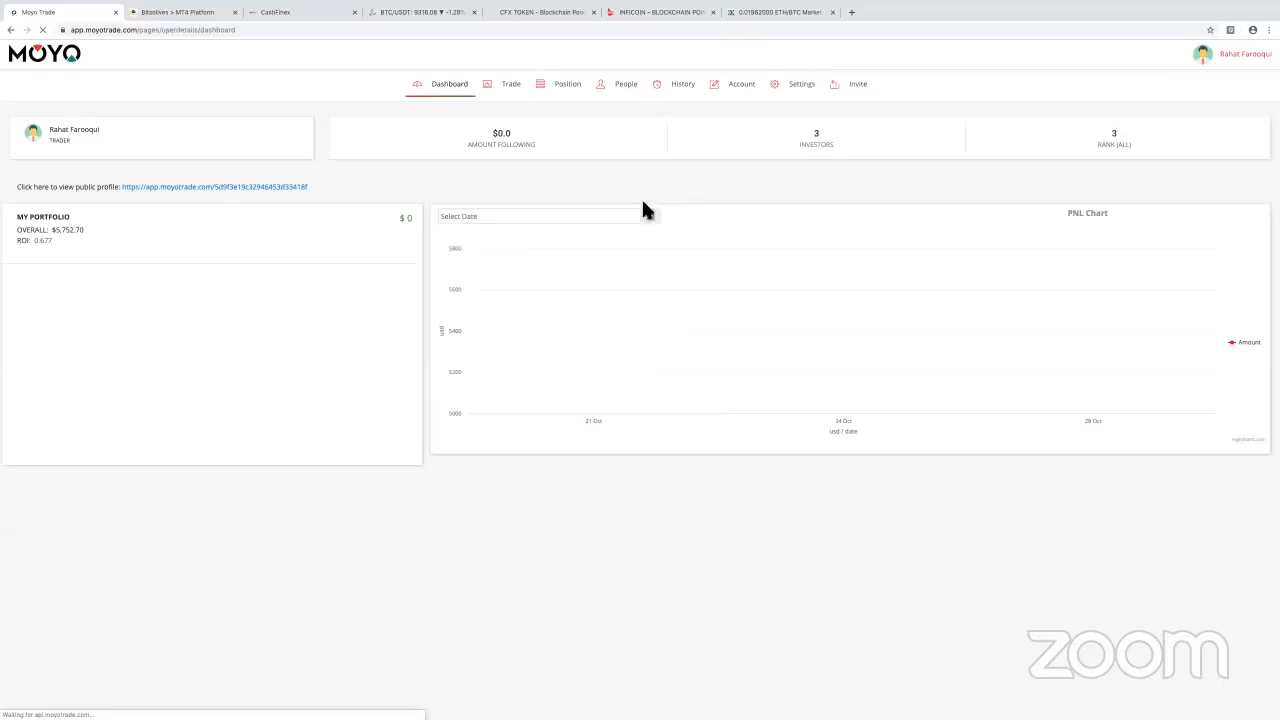 Moyo Trade
Bitsolives > MT4 Platform
CashFinex
BTC/USDT: 9316.08 ▼ -1.29%
CFX TOKEN - Blockchain Pow
INFICOIN – BLOCKCHAIN POW
0.01962000 ETH/BTC Market
app.moyotrade.com/pages/userdetails/dashboard
MOYO
Rahat Farooqui
Dashboard
Trade
Position
People
History
Account
Settings
Invite
Rahat Farooqui
TRADER
$0.0
AMOUNT FOLLOWING
3
INVESTORS
3
RANK (ALL)
Click here to view public profile: https://app.moyotrade.com/5d9f3e19c32946453d33418f
MY PORTFOLIO
$ 0
OVERALL: $5,752.70
ROI: 0.677
Select Date
PNL Chart
5800
5600
5400
5200
5000
usd
21 Oct
24 Oct
28 Oct
usd / date
Amount
Highcharts.com
zoom
Waiting for api.moyotrade.com...